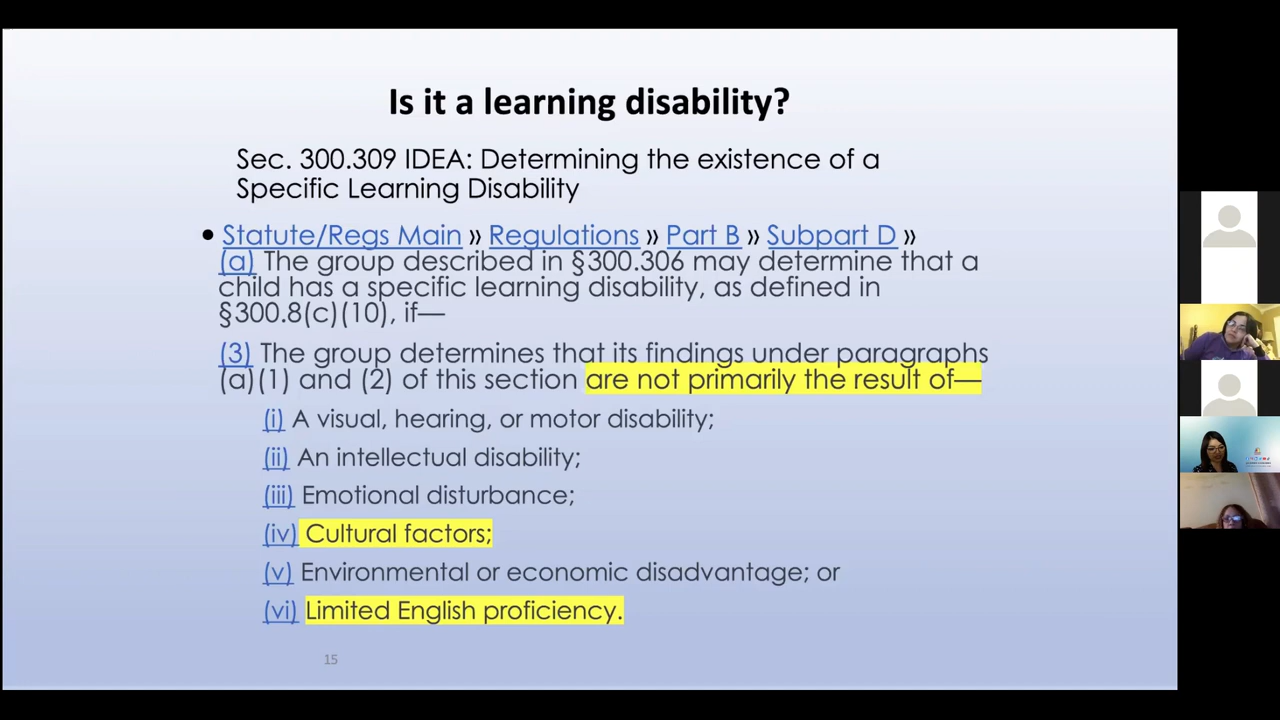 Is it a learning disability?
Sec. 300.309 IDEA: Determining the existence of a
Specific Learning Disability
• Statute/Regs Main » Regulations » Part B » Subpart D »
(a) The group described in §300.306 may determine that a
child has a specific learning disability, as defined in
§300.8(c)(10), if—
(3) The group determines that its findings under paragraphs
(a)(1) and (2) of this section are not primarily the result of—
(i) A visual, hearing, or motor disability;
(ii) An intellectual disability;
(iii) Emotional disturbance;
(iv) Cultural factors;
(v) Environmental or economic disadvantage; or
(vi) Limited English proficiency.
15